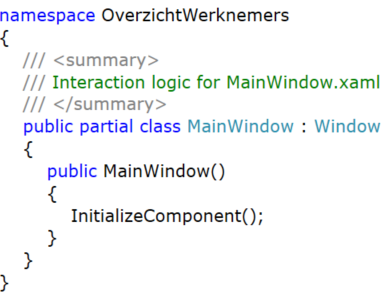 namespace OverzichtWerknemers
{
    /// <summary>
    /// Interaction logic for MainWindow.xaml
    /// </summary>
    public partial class MainWindow : Window
    {
        public MainWindow()
        {
            InitializeComponent();
        }
    }
}